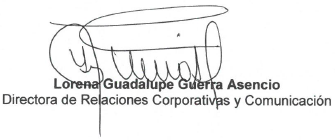 Lorena Guadalupe Guerra Asencio
Directora de Relaciones Corporativas y Comunicación